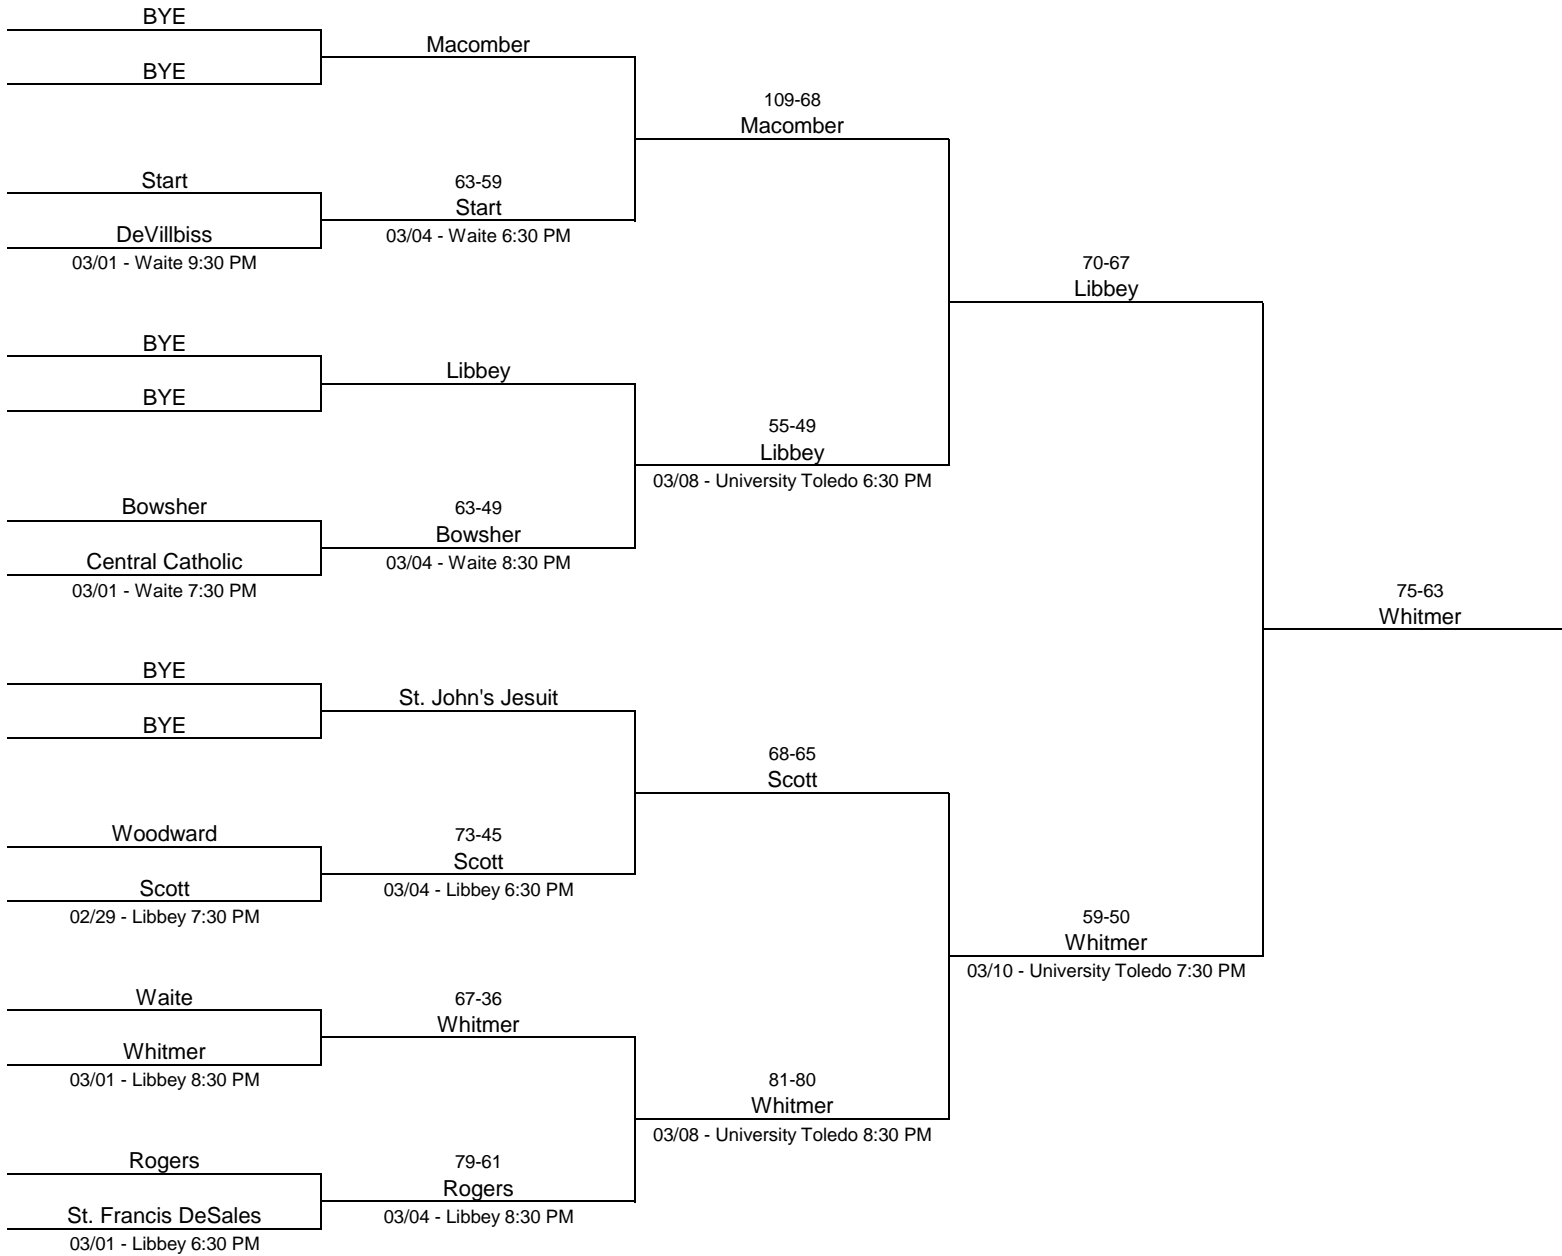 BYE
BYE
Start
DeVillbiss
03/01 - Waite 9:30 PM
BYE
BYE
Bowsher
Central Catholic
03/01 - Waite 7:30 PM
BYE
BYE
Woodward
Scott
02/29 - Libbey 7:30 PM
Waite
Whitmer
03/01 - Libbey 8:30 PM
Rogers
St. Francis DeSales
03/01 - Libbey 6:30 PM
Macomber
63-59
Start
03/04 - Waite 6:30 PM
Libbey
63-49
Bowsher
03/04 - Waite 8:30 PM
St. John's Jesuit
73-45
Scott
03/04 - Libbey 6:30 PM
67-36
Whitmer
79-61
Rogers
03/04 - Libbey 8:30 PM
109-68
Macomber
55-49
Libbey
03/08 - University Toledo 6:30 PM
68-65
Scott
81-80
Whitmer
03/08 - University Toledo 8:30 PM
70-67
Libbey
59-50
Whitmer
03/10 - University Toledo 7:30 PM
75-63
Whitmer